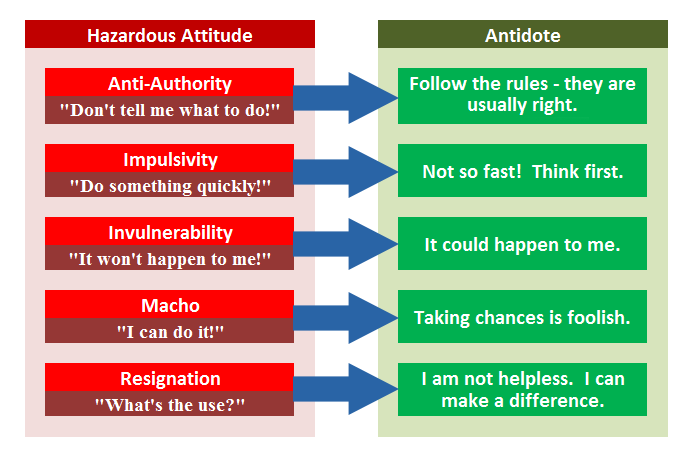 Hazardous Attitude
Antidote
Anti-Authority
"Don't tell me what to do!"
Follow the rules - they are
usually right.
Impulsivity
"Do something quickly!"
Not so fast!  Think first.
Invulnerability
"It won't happen to me!"
It could happen to me.
Macho
"I can do it!"
Taking chances is foolish.
Resignation
"What's the use?"
I am not helpless.  I can
make a difference.